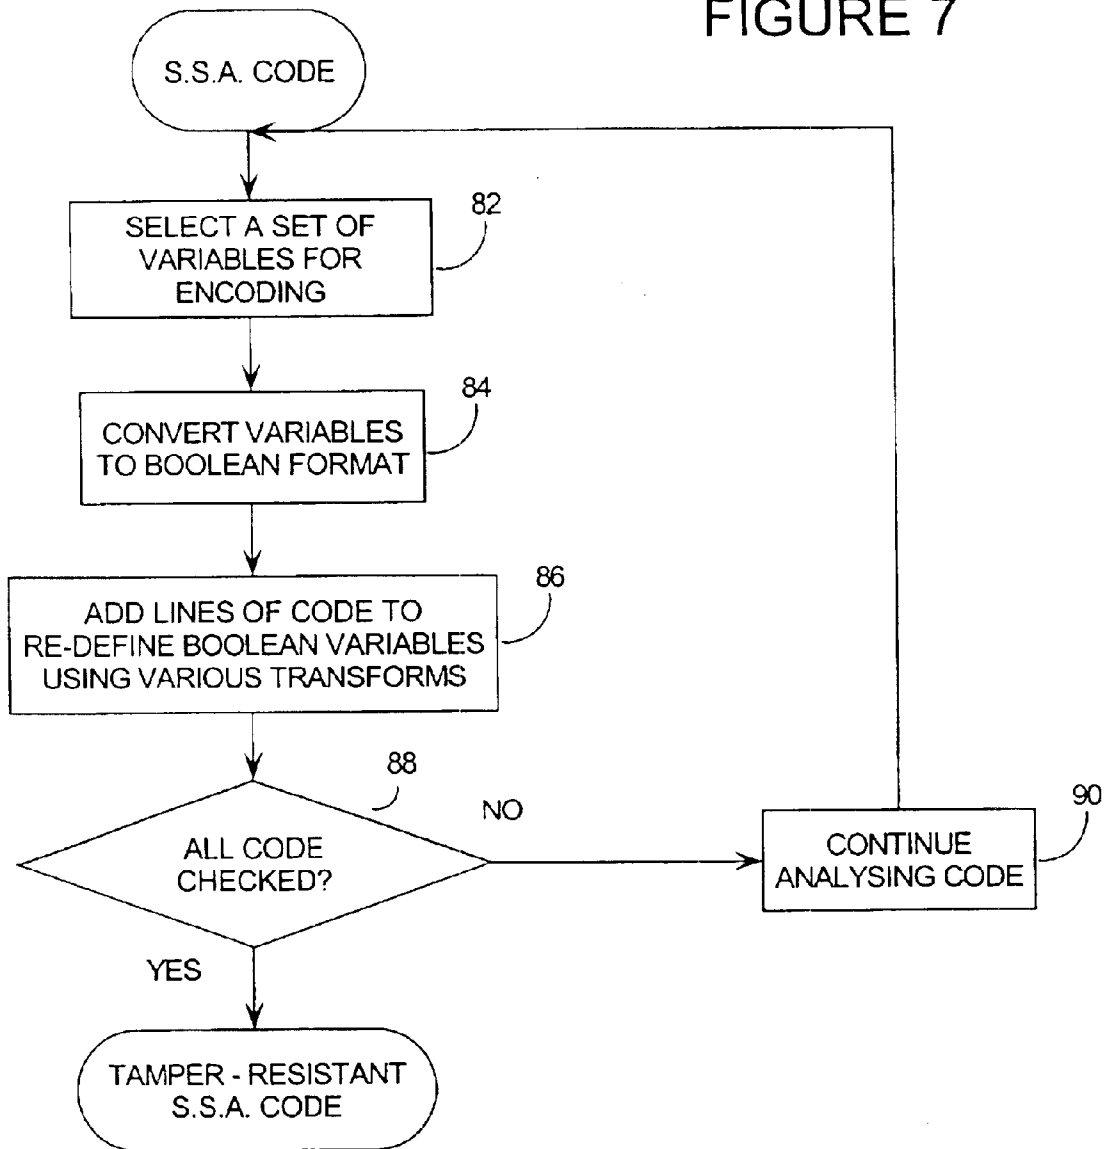 FIGURE 7
S.S.A. CODE
82
SELECT A SET OF
VARIABLES FOR
ENCODING
84
CONVERT VARIABLES
TO BOOLEAN FORMAT
86
ADD LINES OF CODE TO
RE-DEFINE BOOLEAN VARIABLES
USING VARIOUS TRANSFORMS
88
ALL CODE
CHECKED?
NO
90
CONTINUE
ANALYSING CODE
YES
TAMPER - RESISTANT
S.S.A. CODE